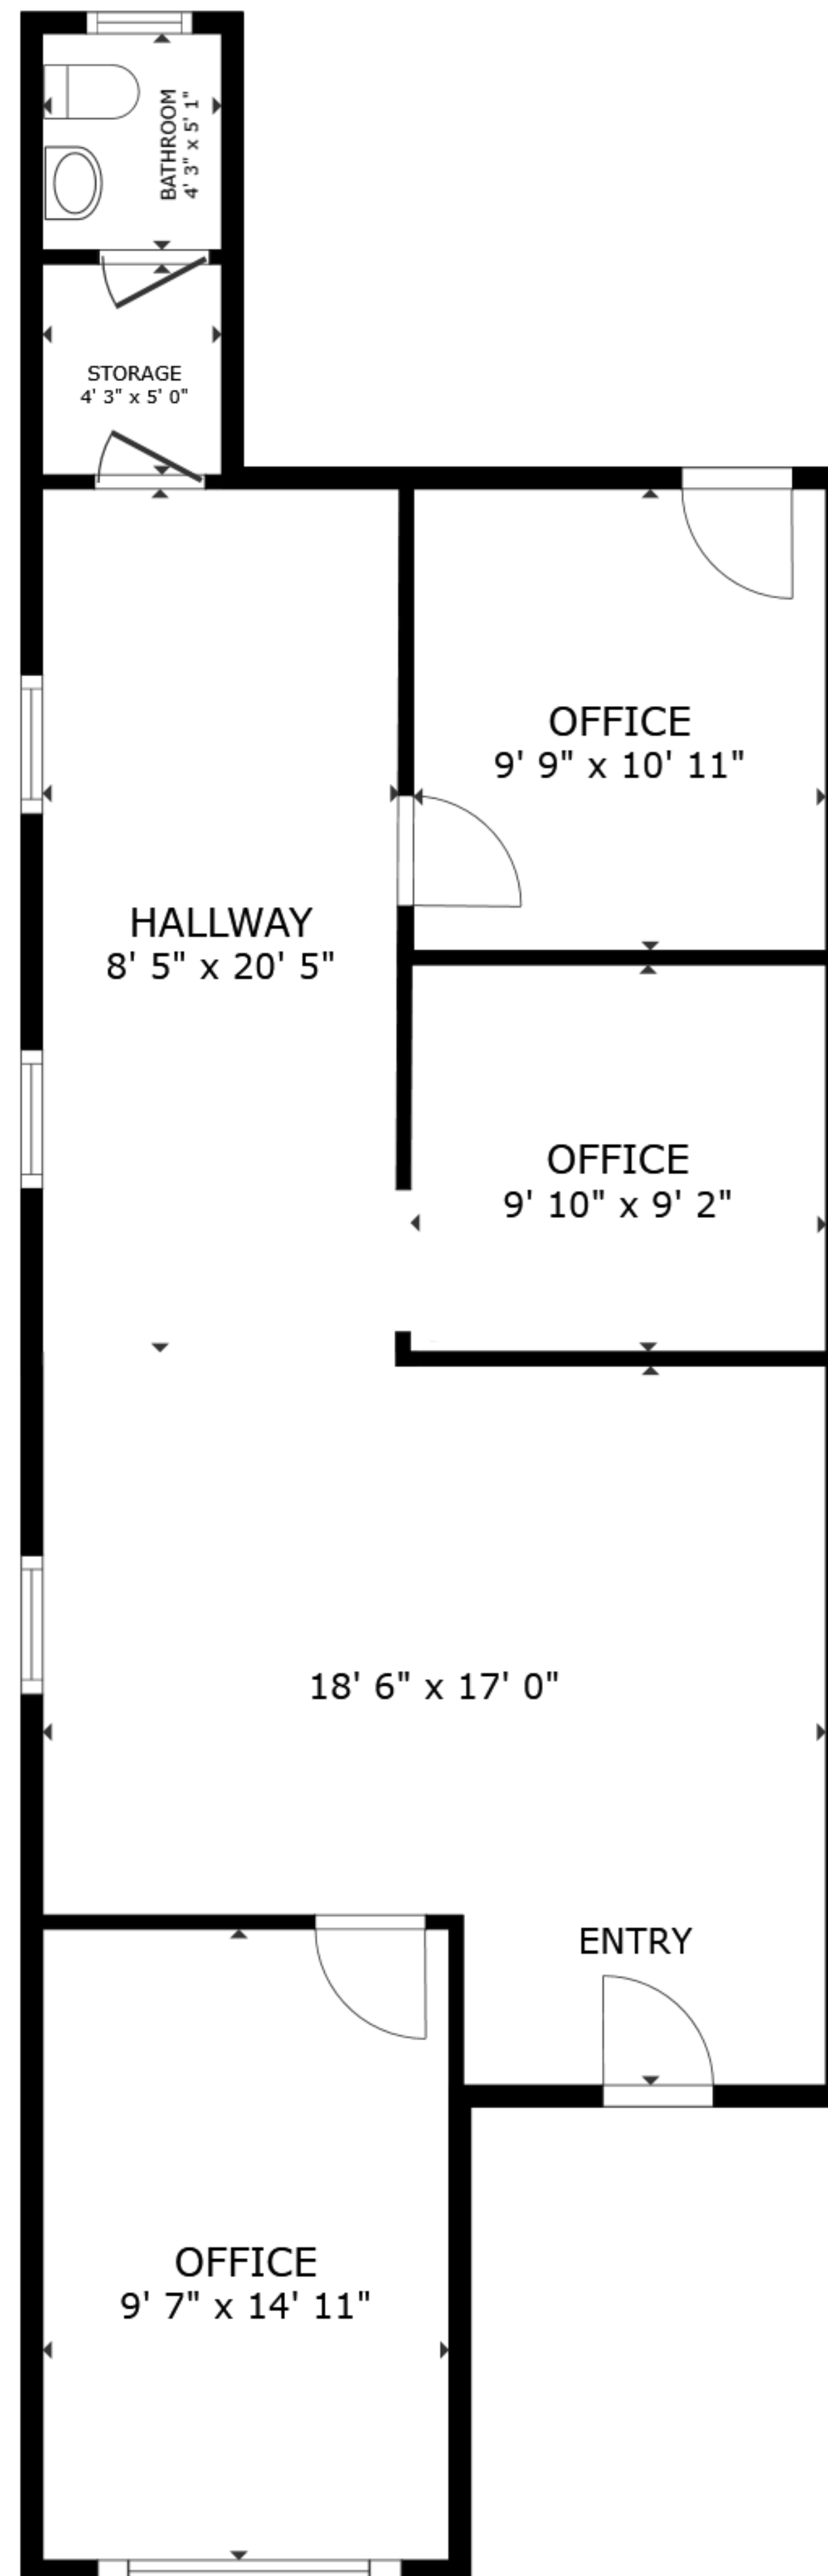 BATHROOM
4' 3" x 5' 1"
STORAGE
4' 3" x 5' 0"
OFFICE
9' 9" x 10' 11"
HALLWAY
8' 5" x 20' 5"
OFFICE
9' 10" x 9' 2"
18' 6" x 17' 0"
ENTRY
OFFICE
9' 7" x 14' 11"